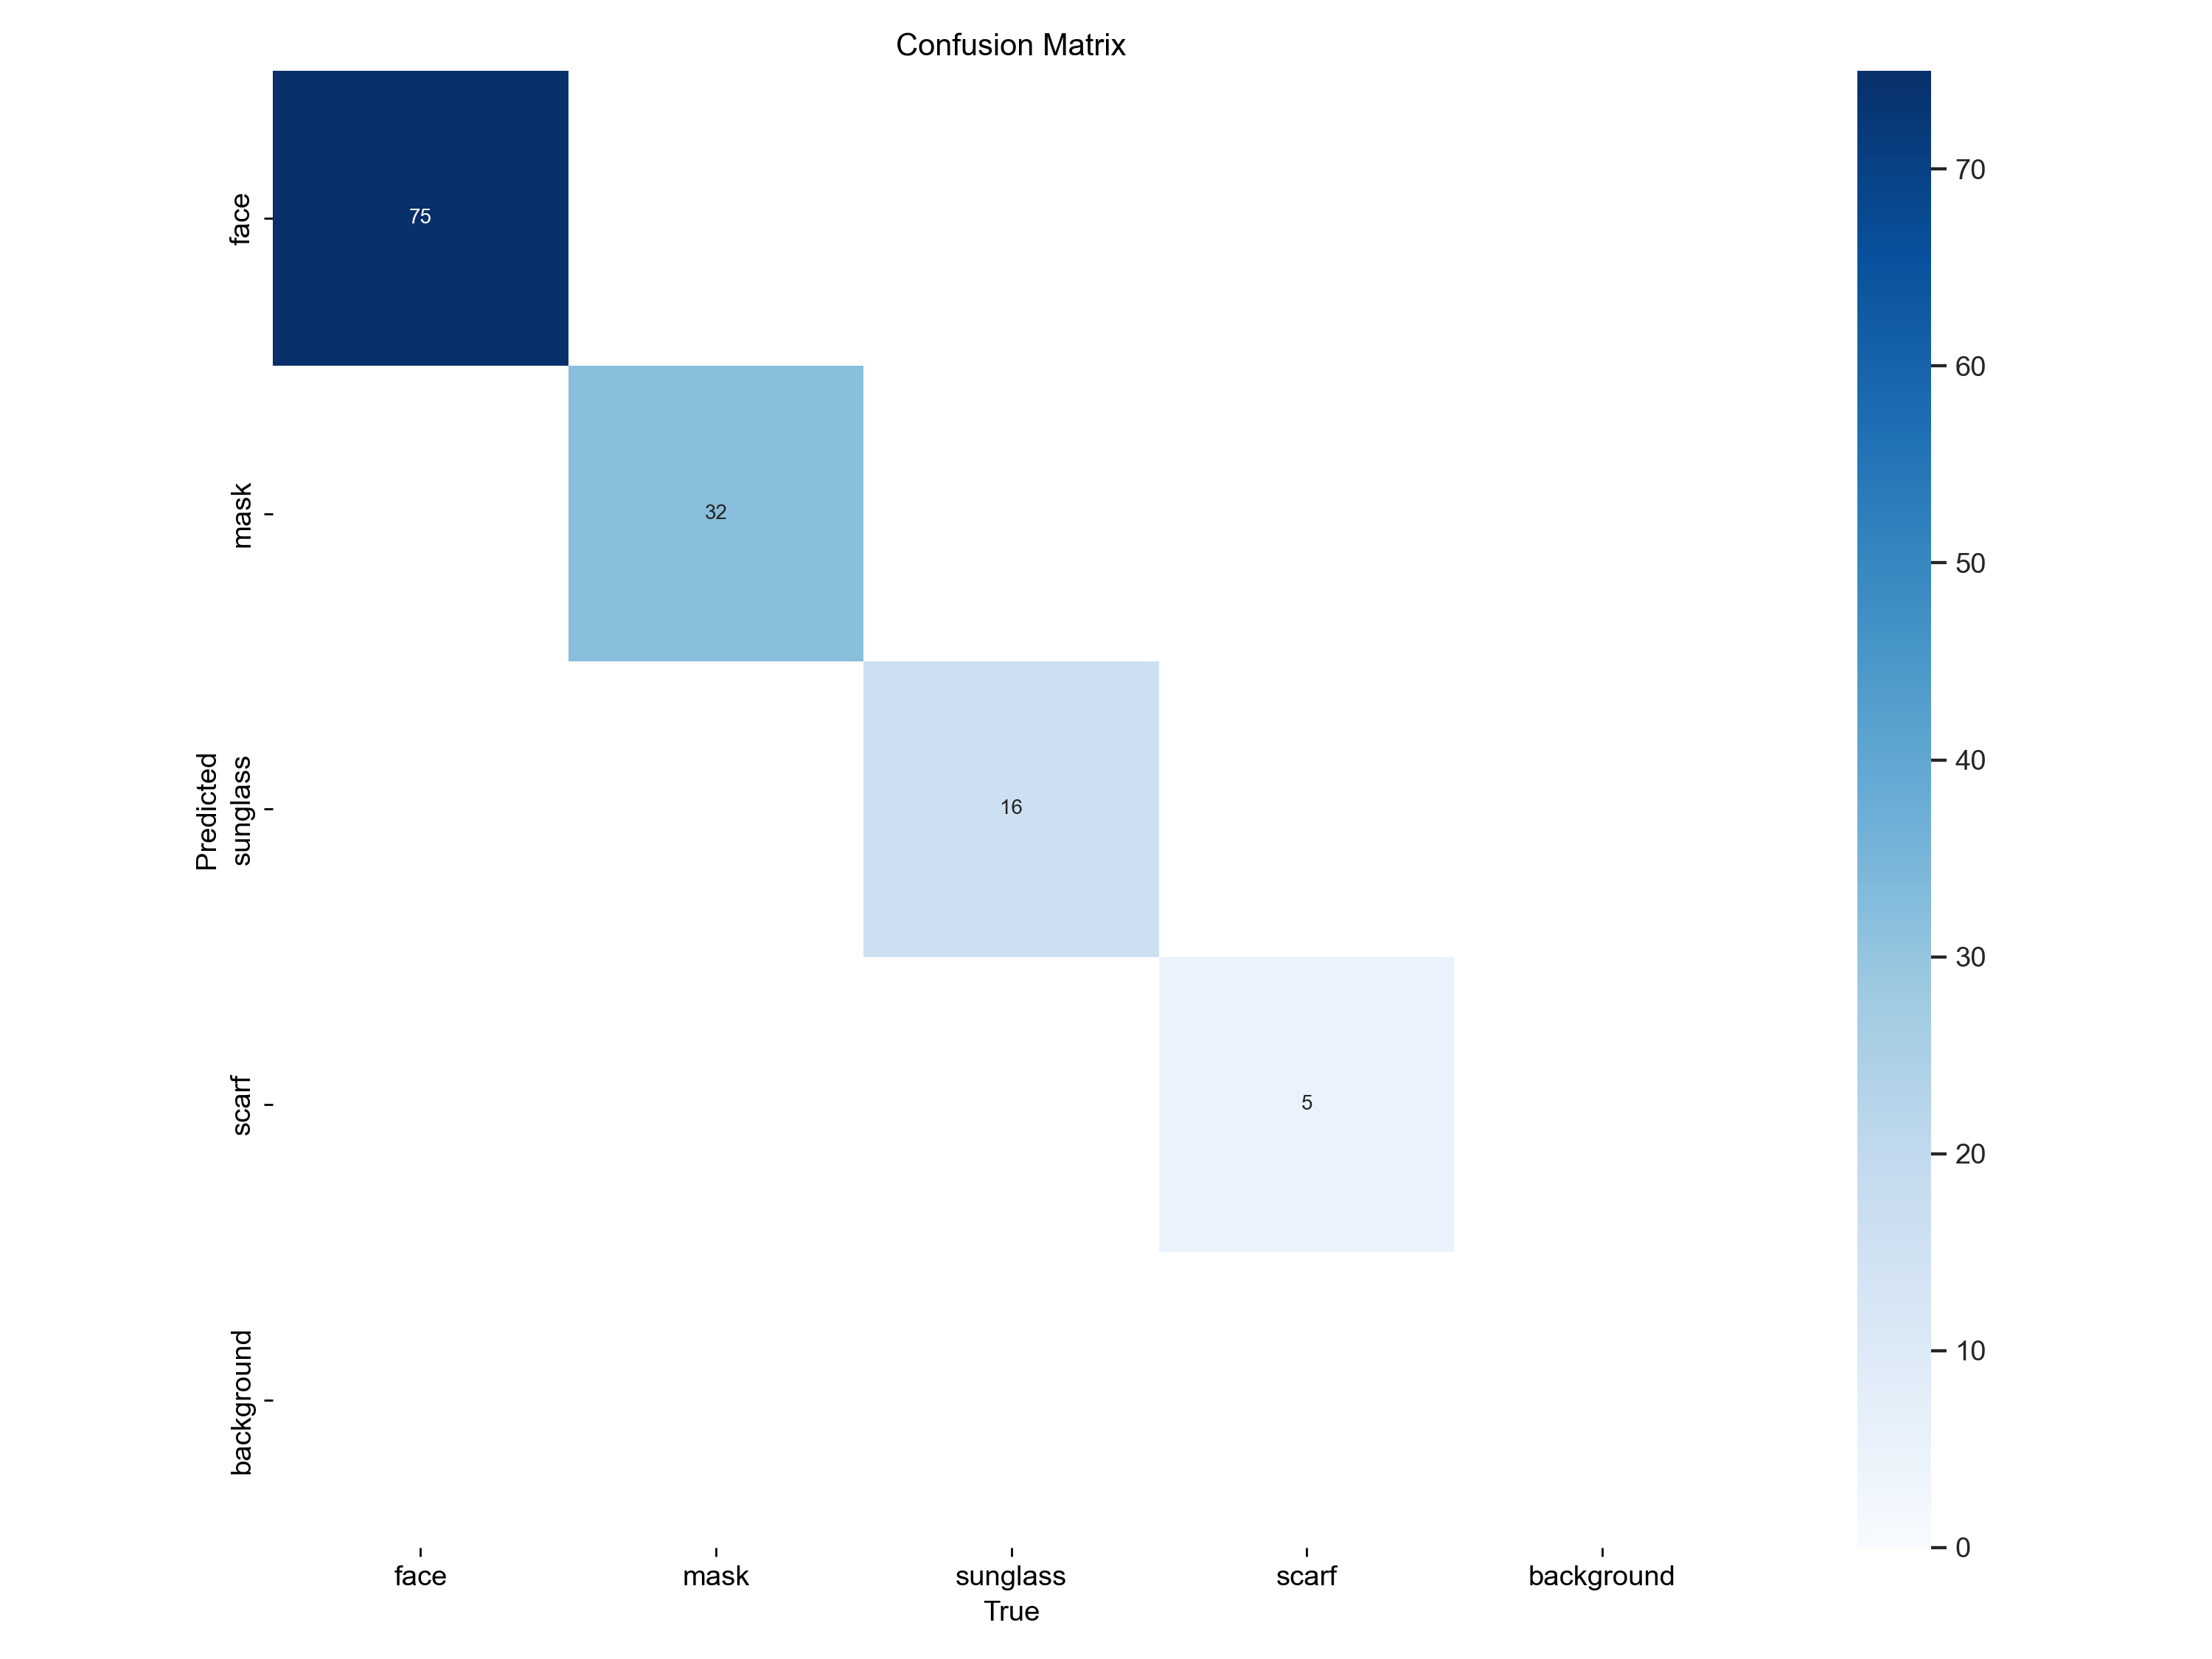 Confusion Matrix
face
mask
sunglass
scarf
background
Predicted
75
32
16
5
face
mask
sunglass
scarf
background
True
70
60
50
40
30
20
10
0